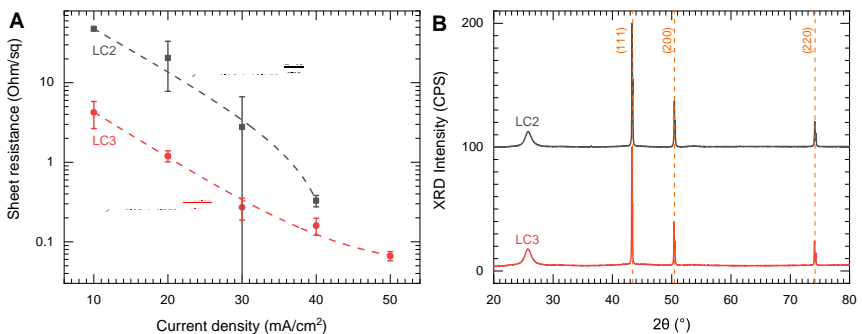 A
Sheet resistance (Ohm/sq)
10
1
0.1
LC2
LC3
10 20 30 40 50
Current density (mA/cm²)
B
XRD Intensity (CPS)
200
100
0
(111)
(200)
(220)
LC2
LC3
20 30 40 50 60 70 80
2θ (°)